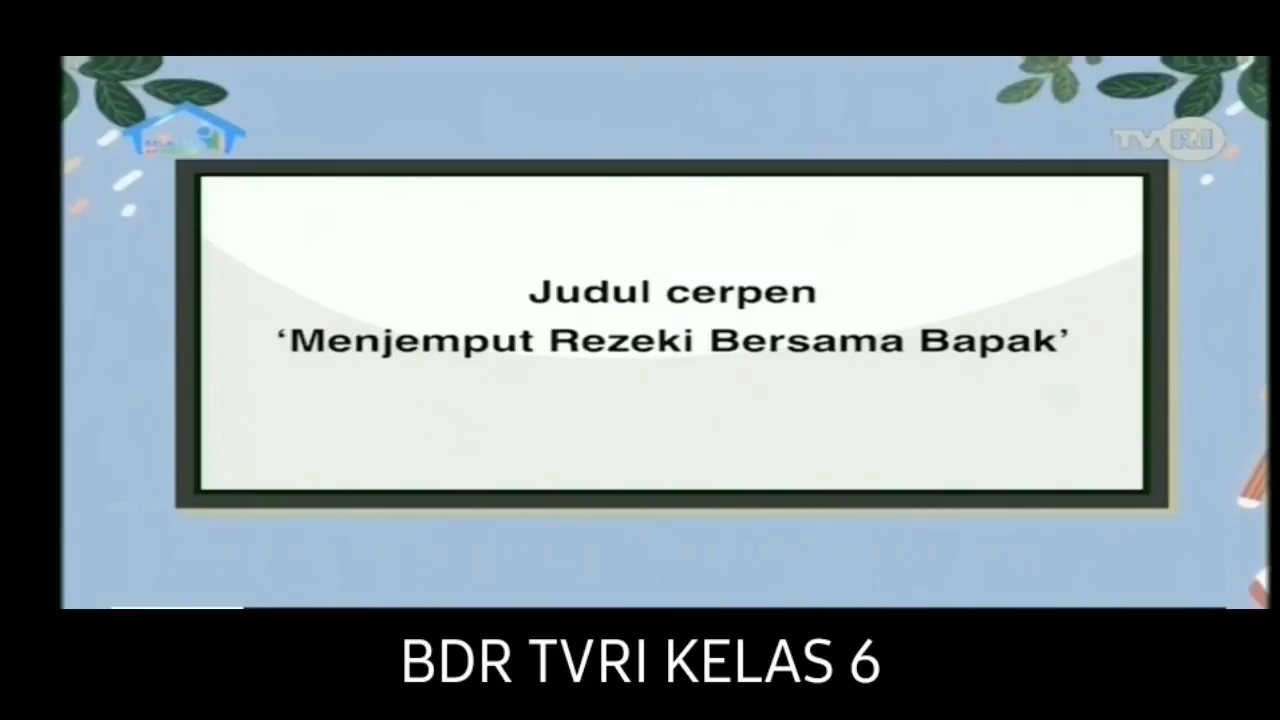 TVRI
Judul cerpen
‘Menjemput Rezeki Bersama Bapak’
BDR TVRI KELAS 6